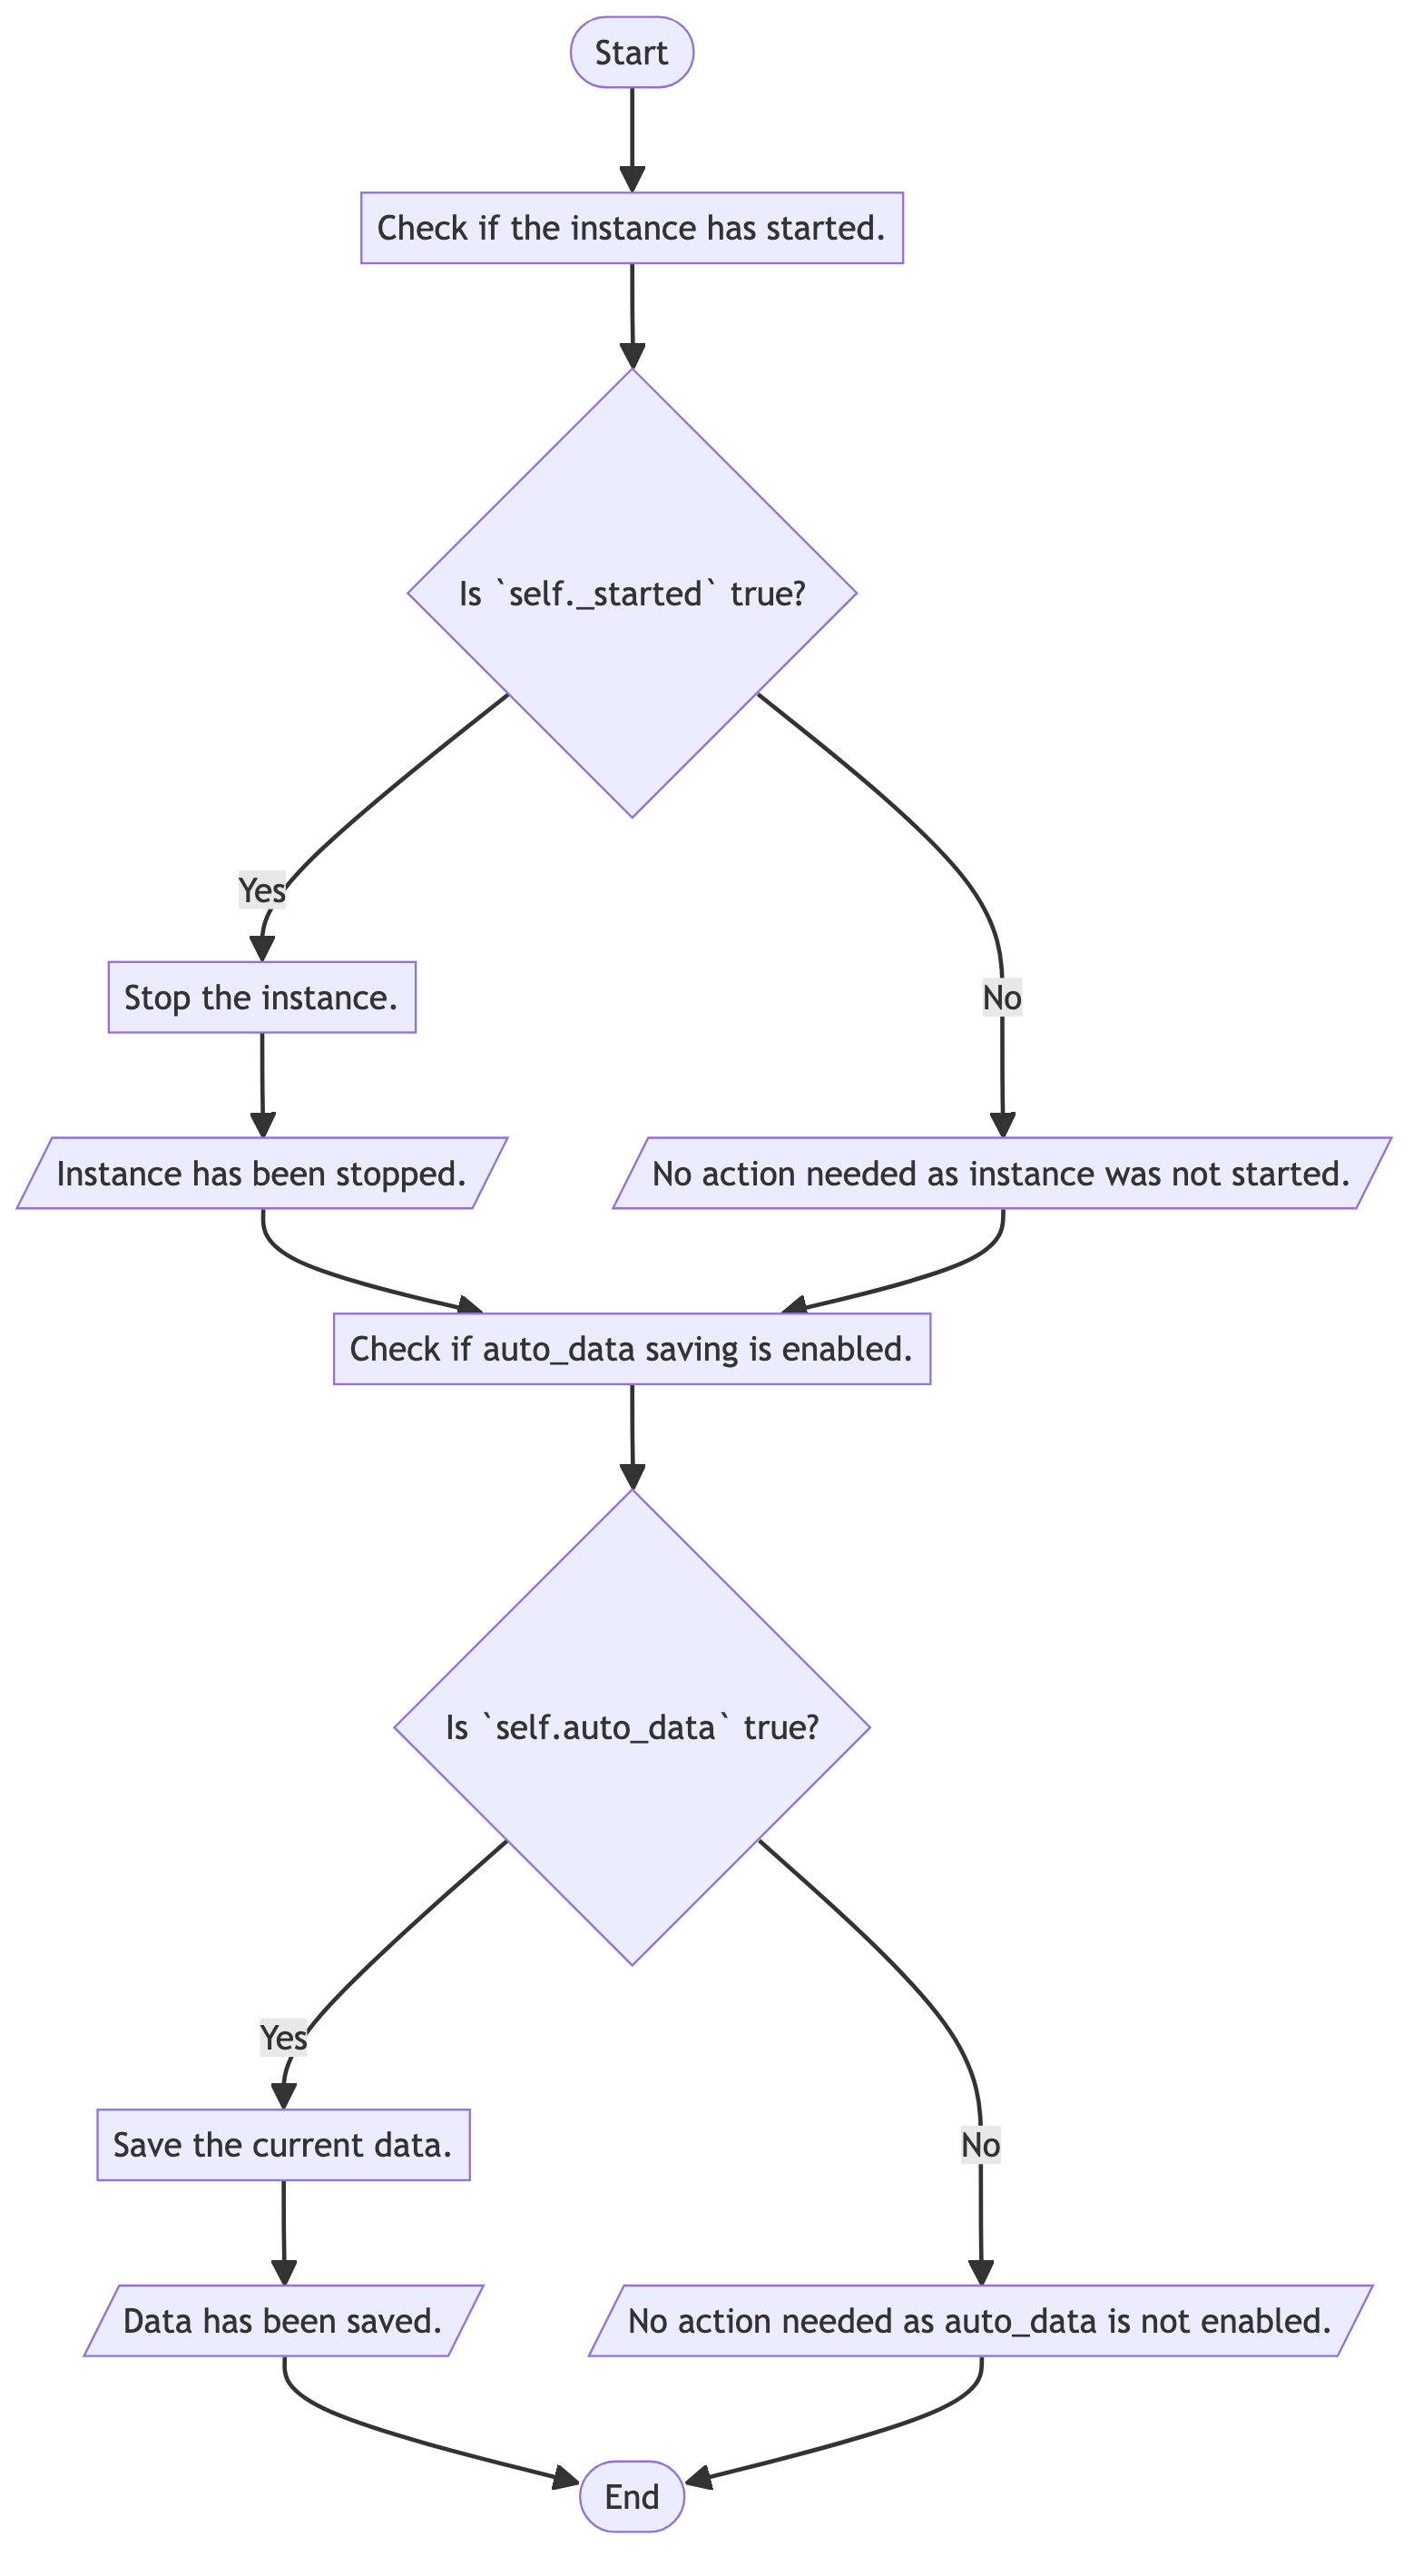 Start
Check if the instance has started.
Is `self._started` true?
Yes
No
Stop the instance.
Instance has been stopped.
No action needed as instance was not started.
Check if auto_data saving is enabled.
Is `self.auto_data` true?
Yes
No
Save the current data.
Data has been saved.
No action needed as auto_data is not enabled.
End